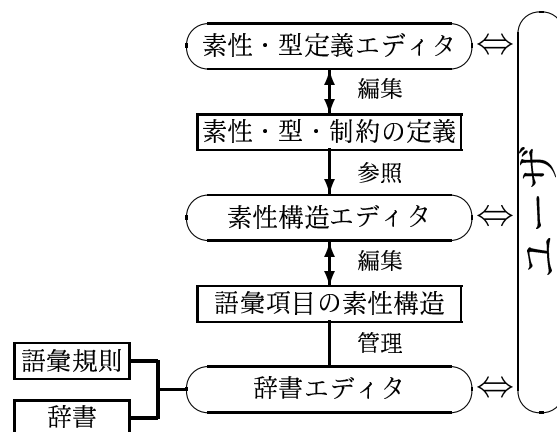 素性・型定義エディタ ⇔
編集
素性・型・制約の定義
参照
素性構造エディタ ⇔
編集
語彙項目の素性構造
管理
語彙規則
辞書エディタ ⇔
辞書
ユーザ